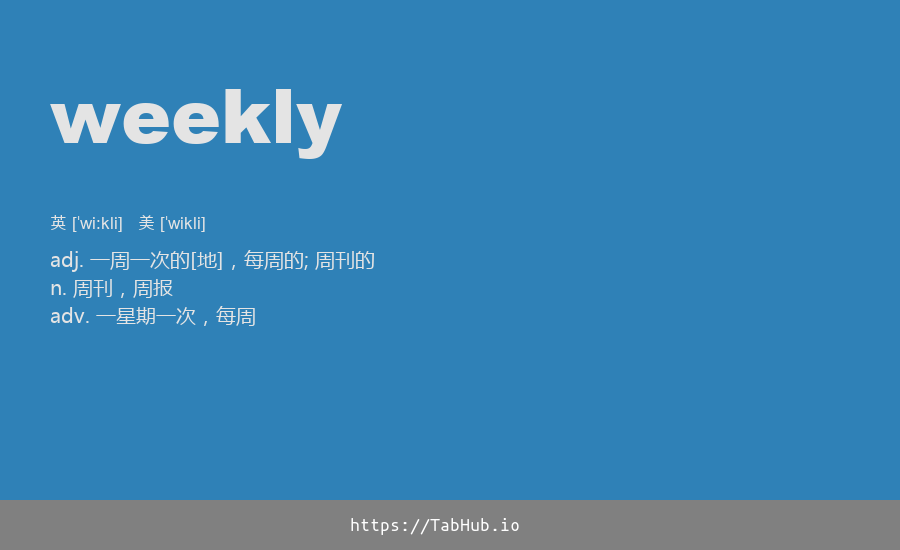 weekly
英 [ˈwiːkli] 美 [ˈwikli]
adj. 一周一次的[地]，每周的; 周刊的
n. 周刊，周报
adv. 一星期一次，每周
https://TabHub.io